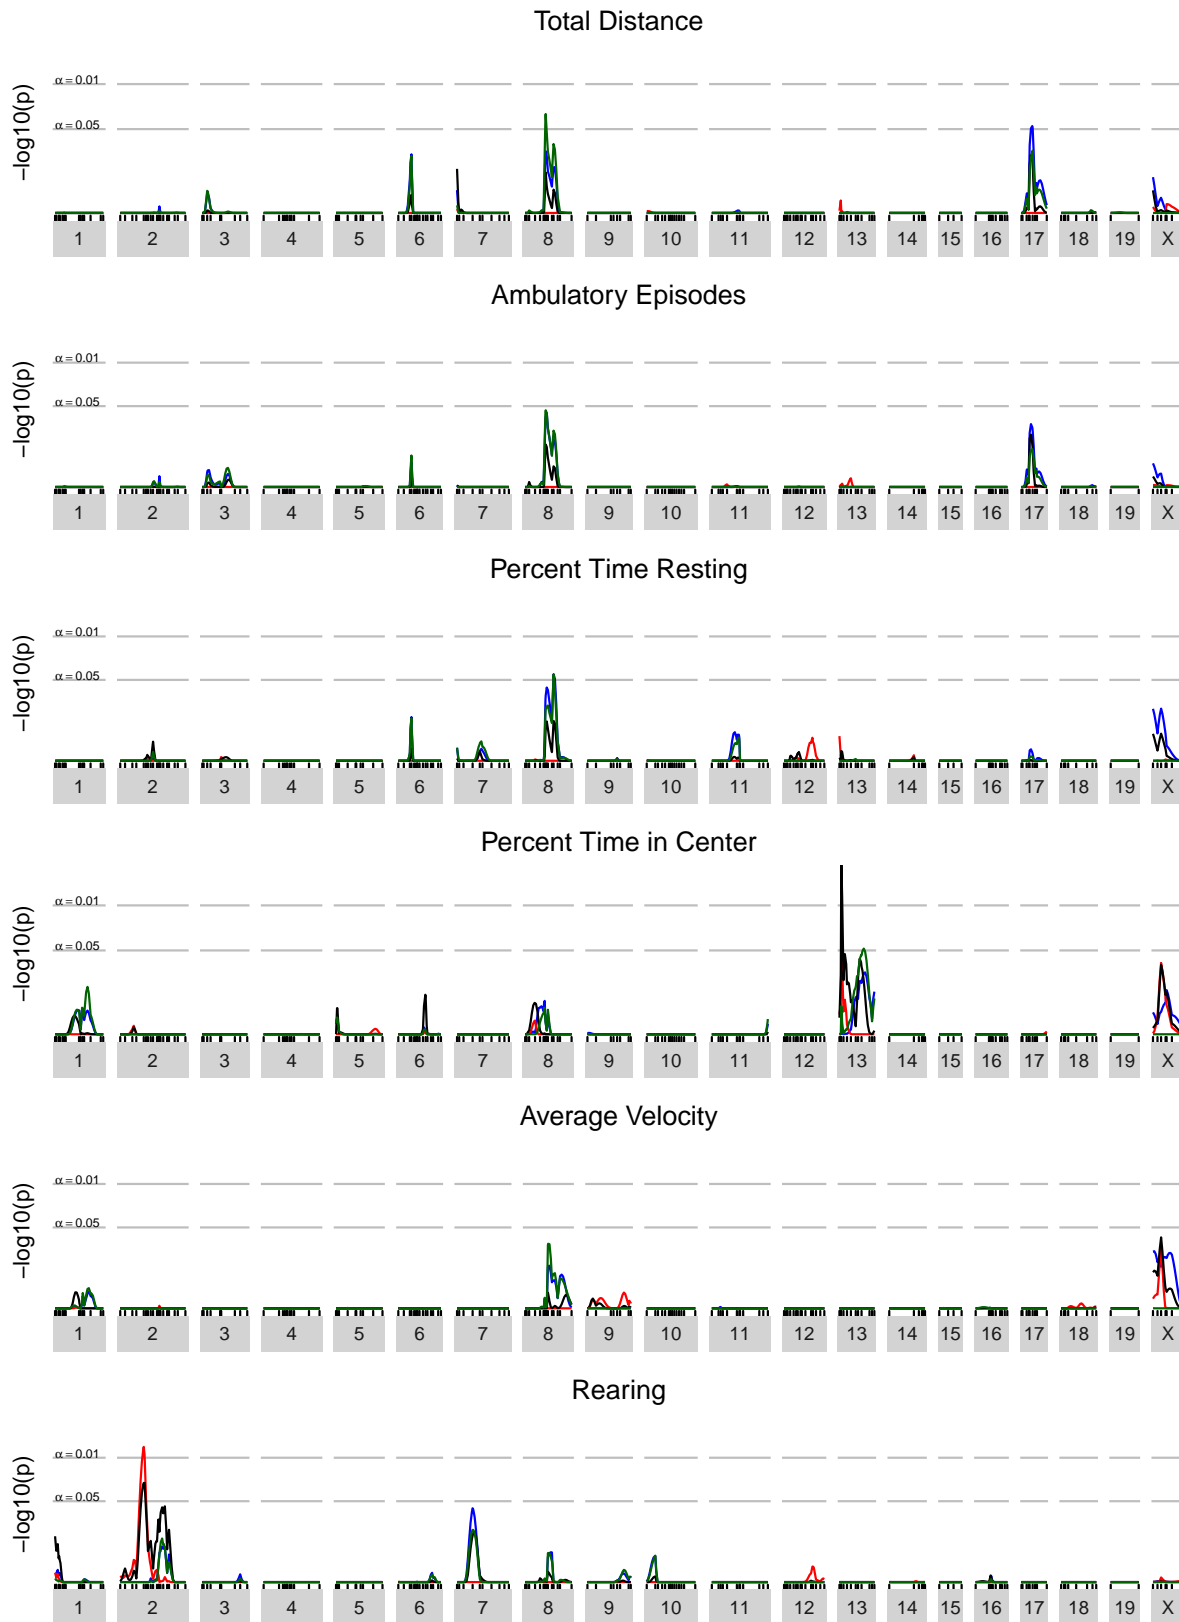 Total Distance
−log10(p)
α = 0.01
α = 0.05
1 2 3 4 5 6 7 8 9 10 11 12 13 14 15 16 17 18 19 X
Ambulatory Episodes
−log10(p)
α = 0.01
α = 0.05
1 2 3 4 5 6 7 8 9 10 11 12 13 14 15 16 17 18 19 X
Percent Time Resting
−log10(p)
α = 0.01
α = 0.05
1 2 3 4 5 6 7 8 9 10 11 12 13 14 15 16 17 18 19 X
Percent Time in Center
−log10(p)
α = 0.01
α = 0.05
1 2 3 4 5 6 7 8 9 10 11 12 13 14 15 16 17 18 19 X
Average Velocity
−log10(p)
α = 0.01
α = 0.05
1 2 3 4 5 6 7 8 9 10 11 12 13 14 15 16 17 18 19 X
Rearing
−log10(p)
α = 0.01
α = 0.05
1 2 3 4 5 6 7 8 9 10 11 12 13 14 15 16 17 18 19 X